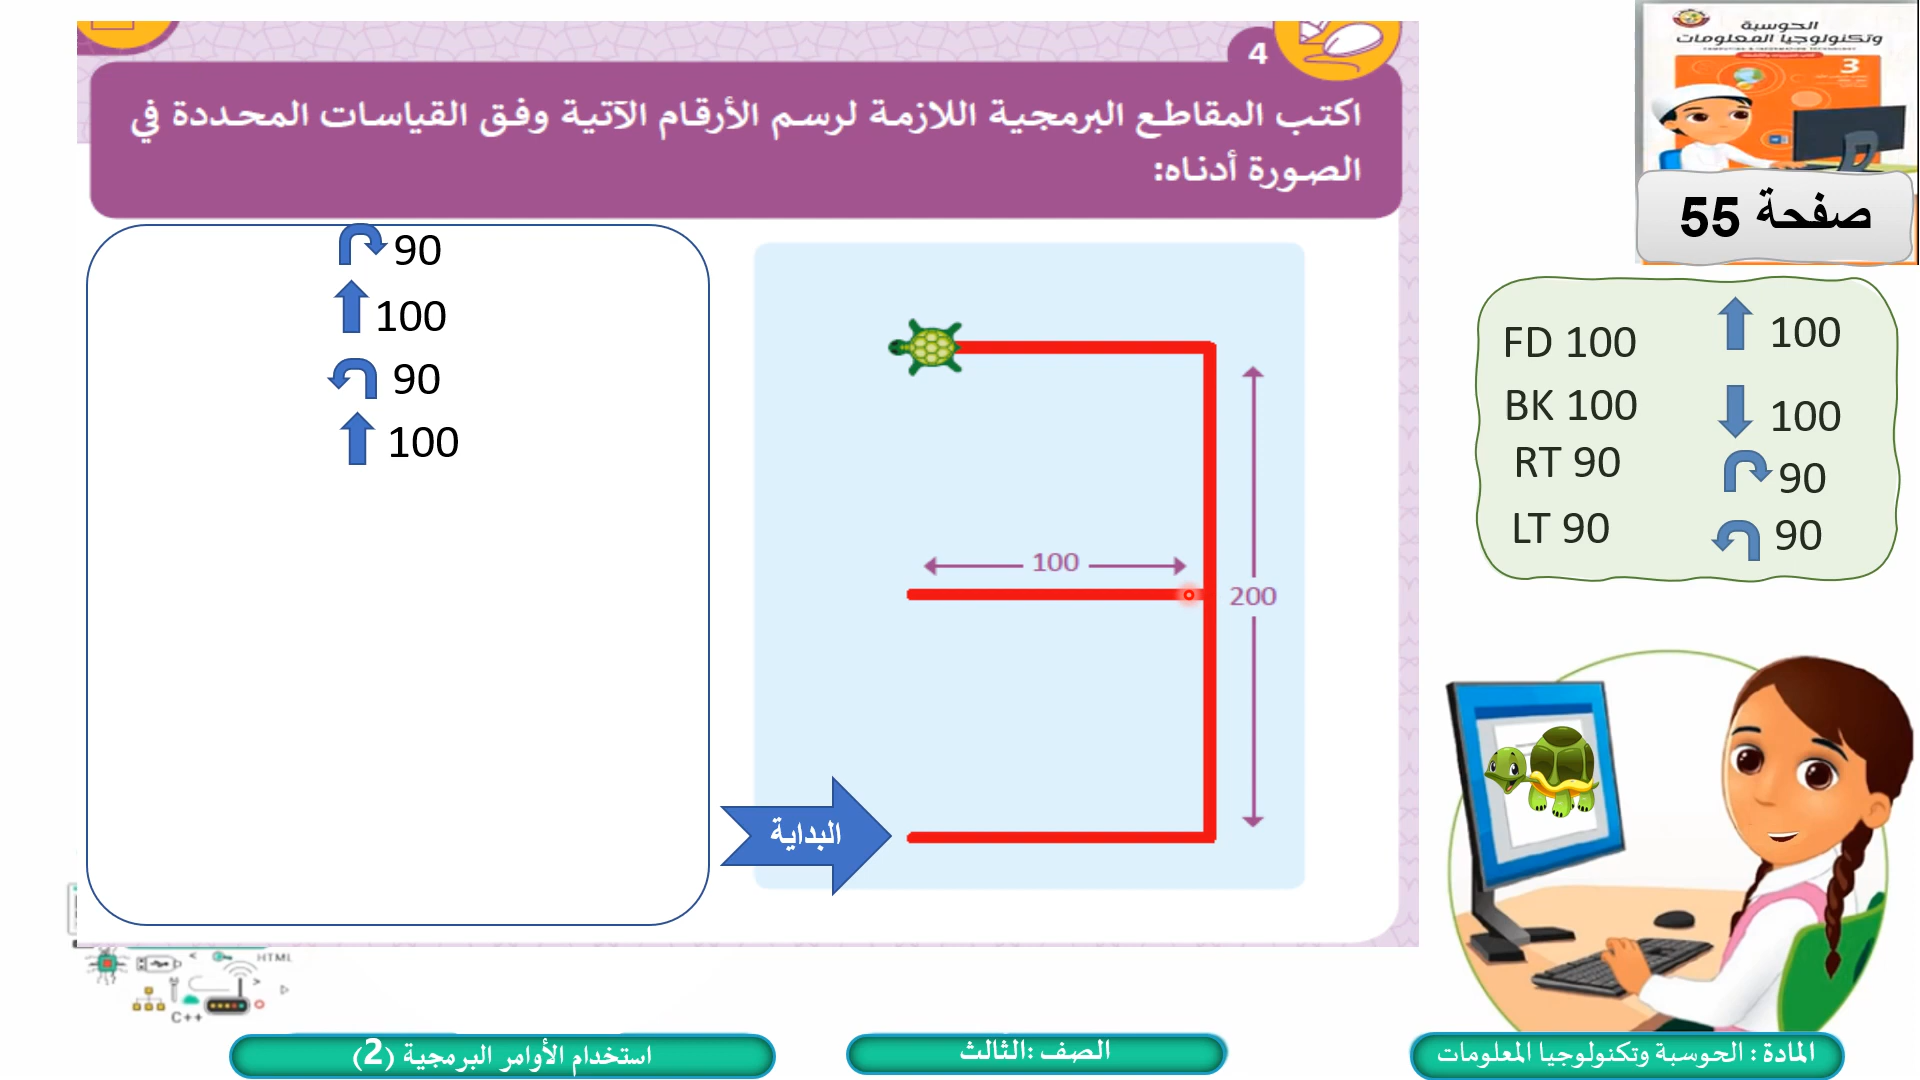 4
اكتب المقاطع البرمجية اللازمة لرسم الأرقام الآتية وفق القياسات المحددة في
الصورة أدناه:
90
100
90
100
100
200
البداية
الحوسبة
وتكنولوجيا المعلومات
3
صفحة 55
FD 100
100
BK 100
100
RT 90
90
LT 90
90
HTML
C++
استخدام الأوامر البرمجية (2)
الصف :الثالث
المادة : الحوسبة وتكنولوجيا المعلومات